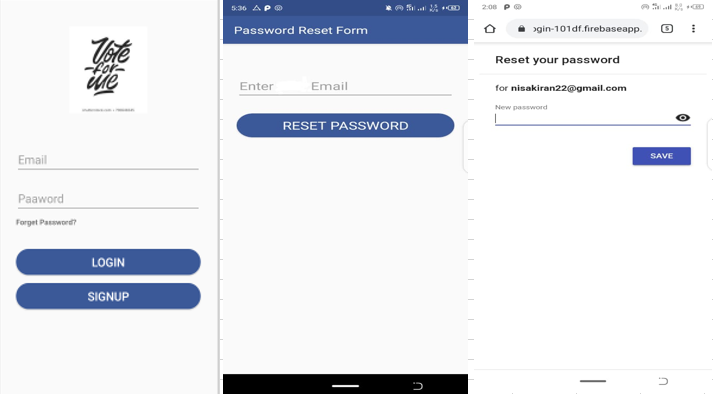 Vote
for
me
Email
Paaword
Forget Password?
LOGIN
SIGNUP
5:36
Password Reset Form
Enter Email
RESET PASSWORD
2:08
ogin-101df.firebaseapp.
5
Reset your password
for nisakiran22@gmail.com
New password
SAVE